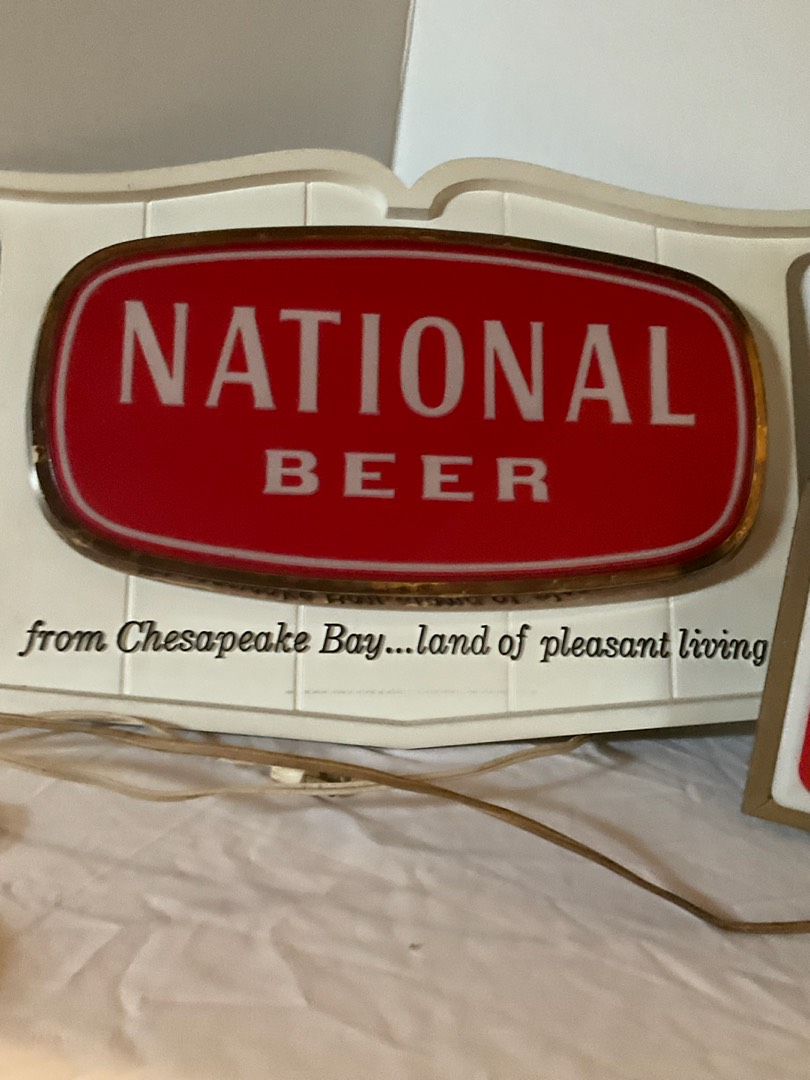 NATIONAL
BEER
from Chesapeake Bay...land of pleasant living